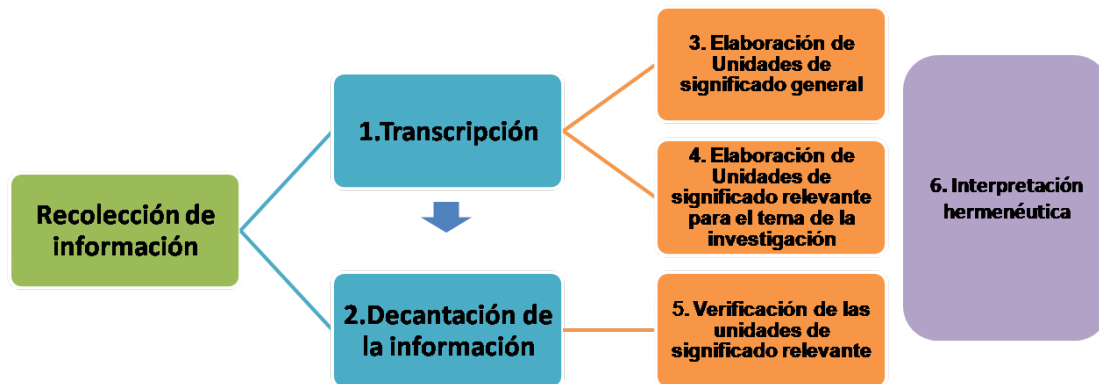 Recolección de
información
1.Transcripción
2.Decantación de
la información
3. Elaboración de
Unidades de
significado general
4. Elaboración de
Unidades de
significado relevante
para el tema de la
investigación
5. Verificación de las
unidades de
significado relevante
6. Interpretación
hermenéutica